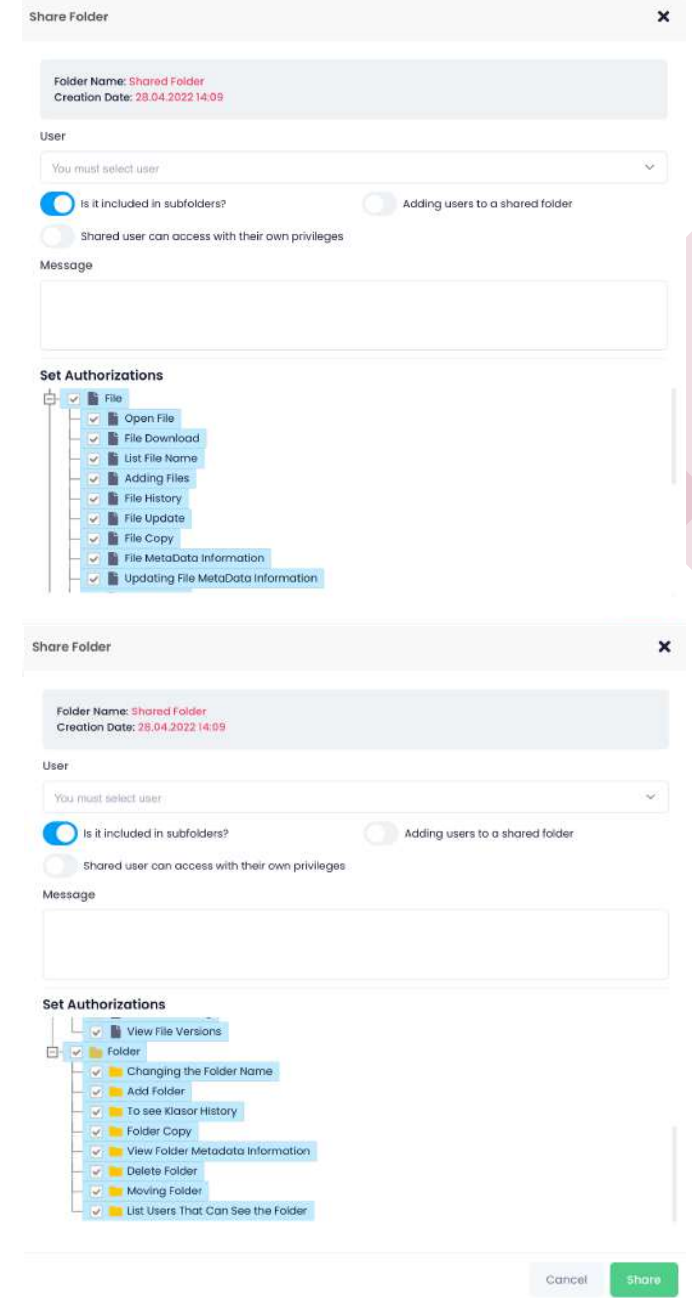 Share Folder
Folder Name: Shared Folder
Creation Date: 28.04.2022 14:09
User
You must select user
Is it included in subfolders? Adding users to a shared folder
Shared user can access with their own privileges
Message
Set Authorizations
File
Open File
File Download
List File Name
Adding Files
File History
File Update
File Copy
File MetaData Information
Updating File MetaData Information
Share Folder
Folder Name: Shared Folder
Creation Date: 28.04.2022 14:09
User
You must select user
Is it included in subfolders? Adding users to a shared folder
Shared user can access with their own privileges
Message
Set Authorizations
View File Versions
Folder
Changing the Folder Name
Add Folder
To see Klasor History
Folder Copy
View Folder Metadata Information
Delete Folder
Moving Folder
List Users That Can See the Folder
Cancel Share